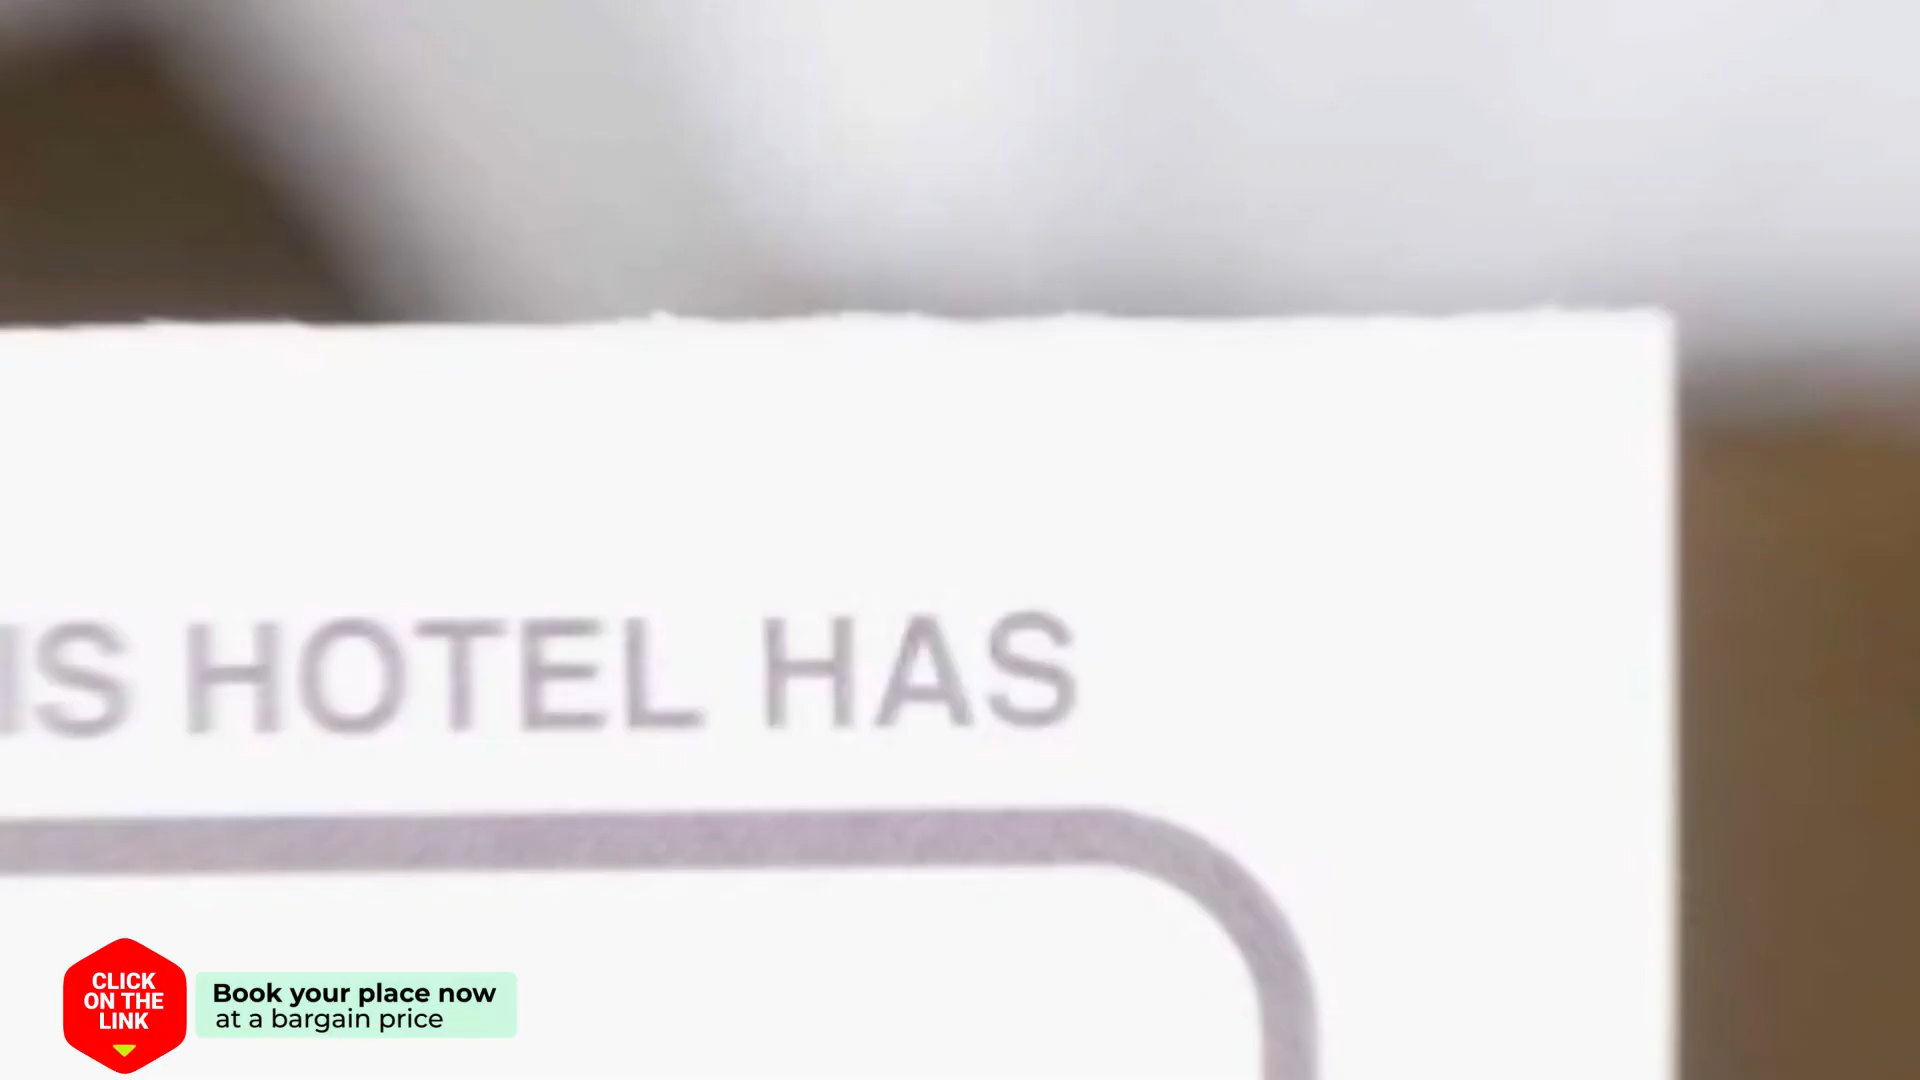 IS HOTEL HAS
CLICK
ON THE
LINK
Book your place now
at a bargain price